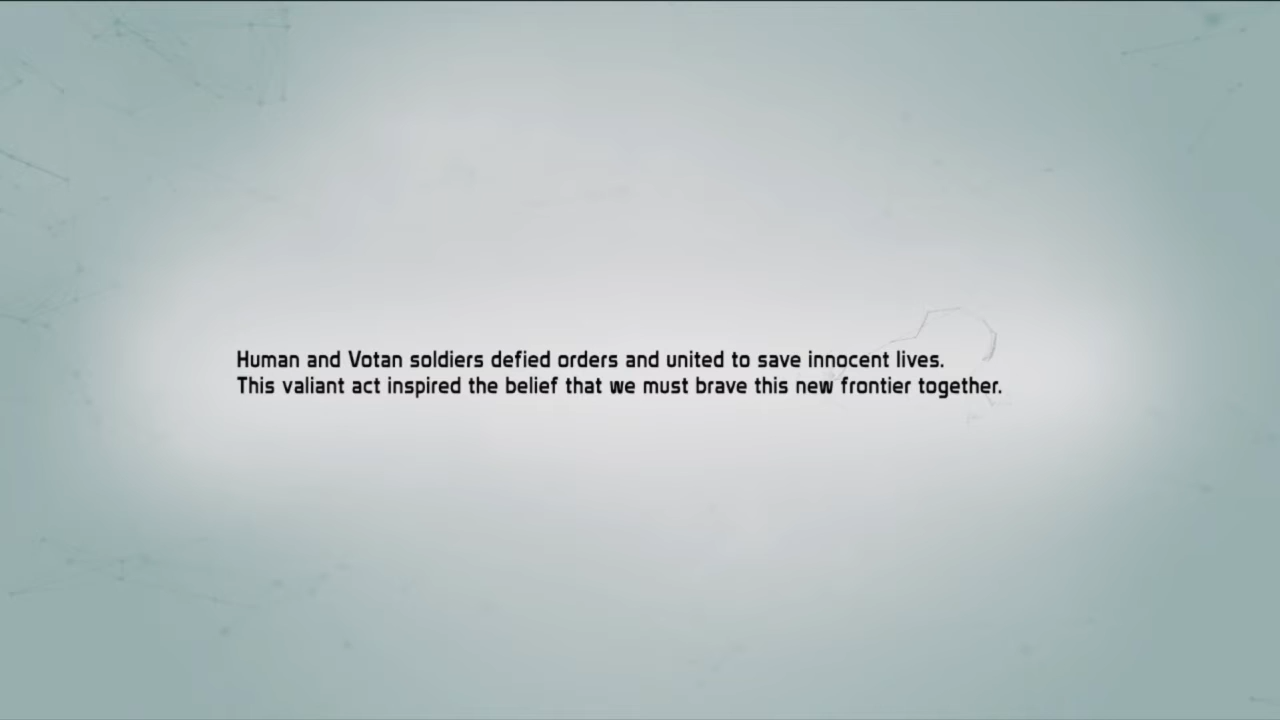 Human and Votan soldiers defied orders and united to save innocent lives.
This valiant act inspired the belief that we must brave this new frontier together.